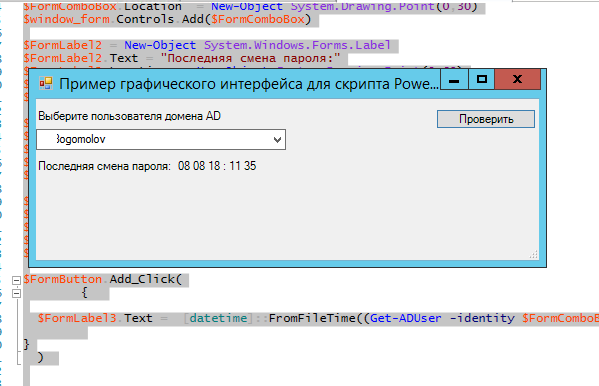 $FormComboBox.Location = New-Object System.Drawing.Point(0,30)
$window_form.Controls.Add($FormComboBox)
$FormLabel2 = New-Object System.Windows.Forms.Label
$FormLabel2.Text = "Последняя смена пароля:"
Пример графического интерфейса для скрипта Powe...
Выберите пользователя домена AD
Проверить
Bogomolov
Последняя смена пароля: 08 08 18 : 11 35
$FormButton.Add_Click(
{
$FormLabel3.Text = [datetime]::FromFileTime((Get-ADUser -identity $FormComboB
}
)